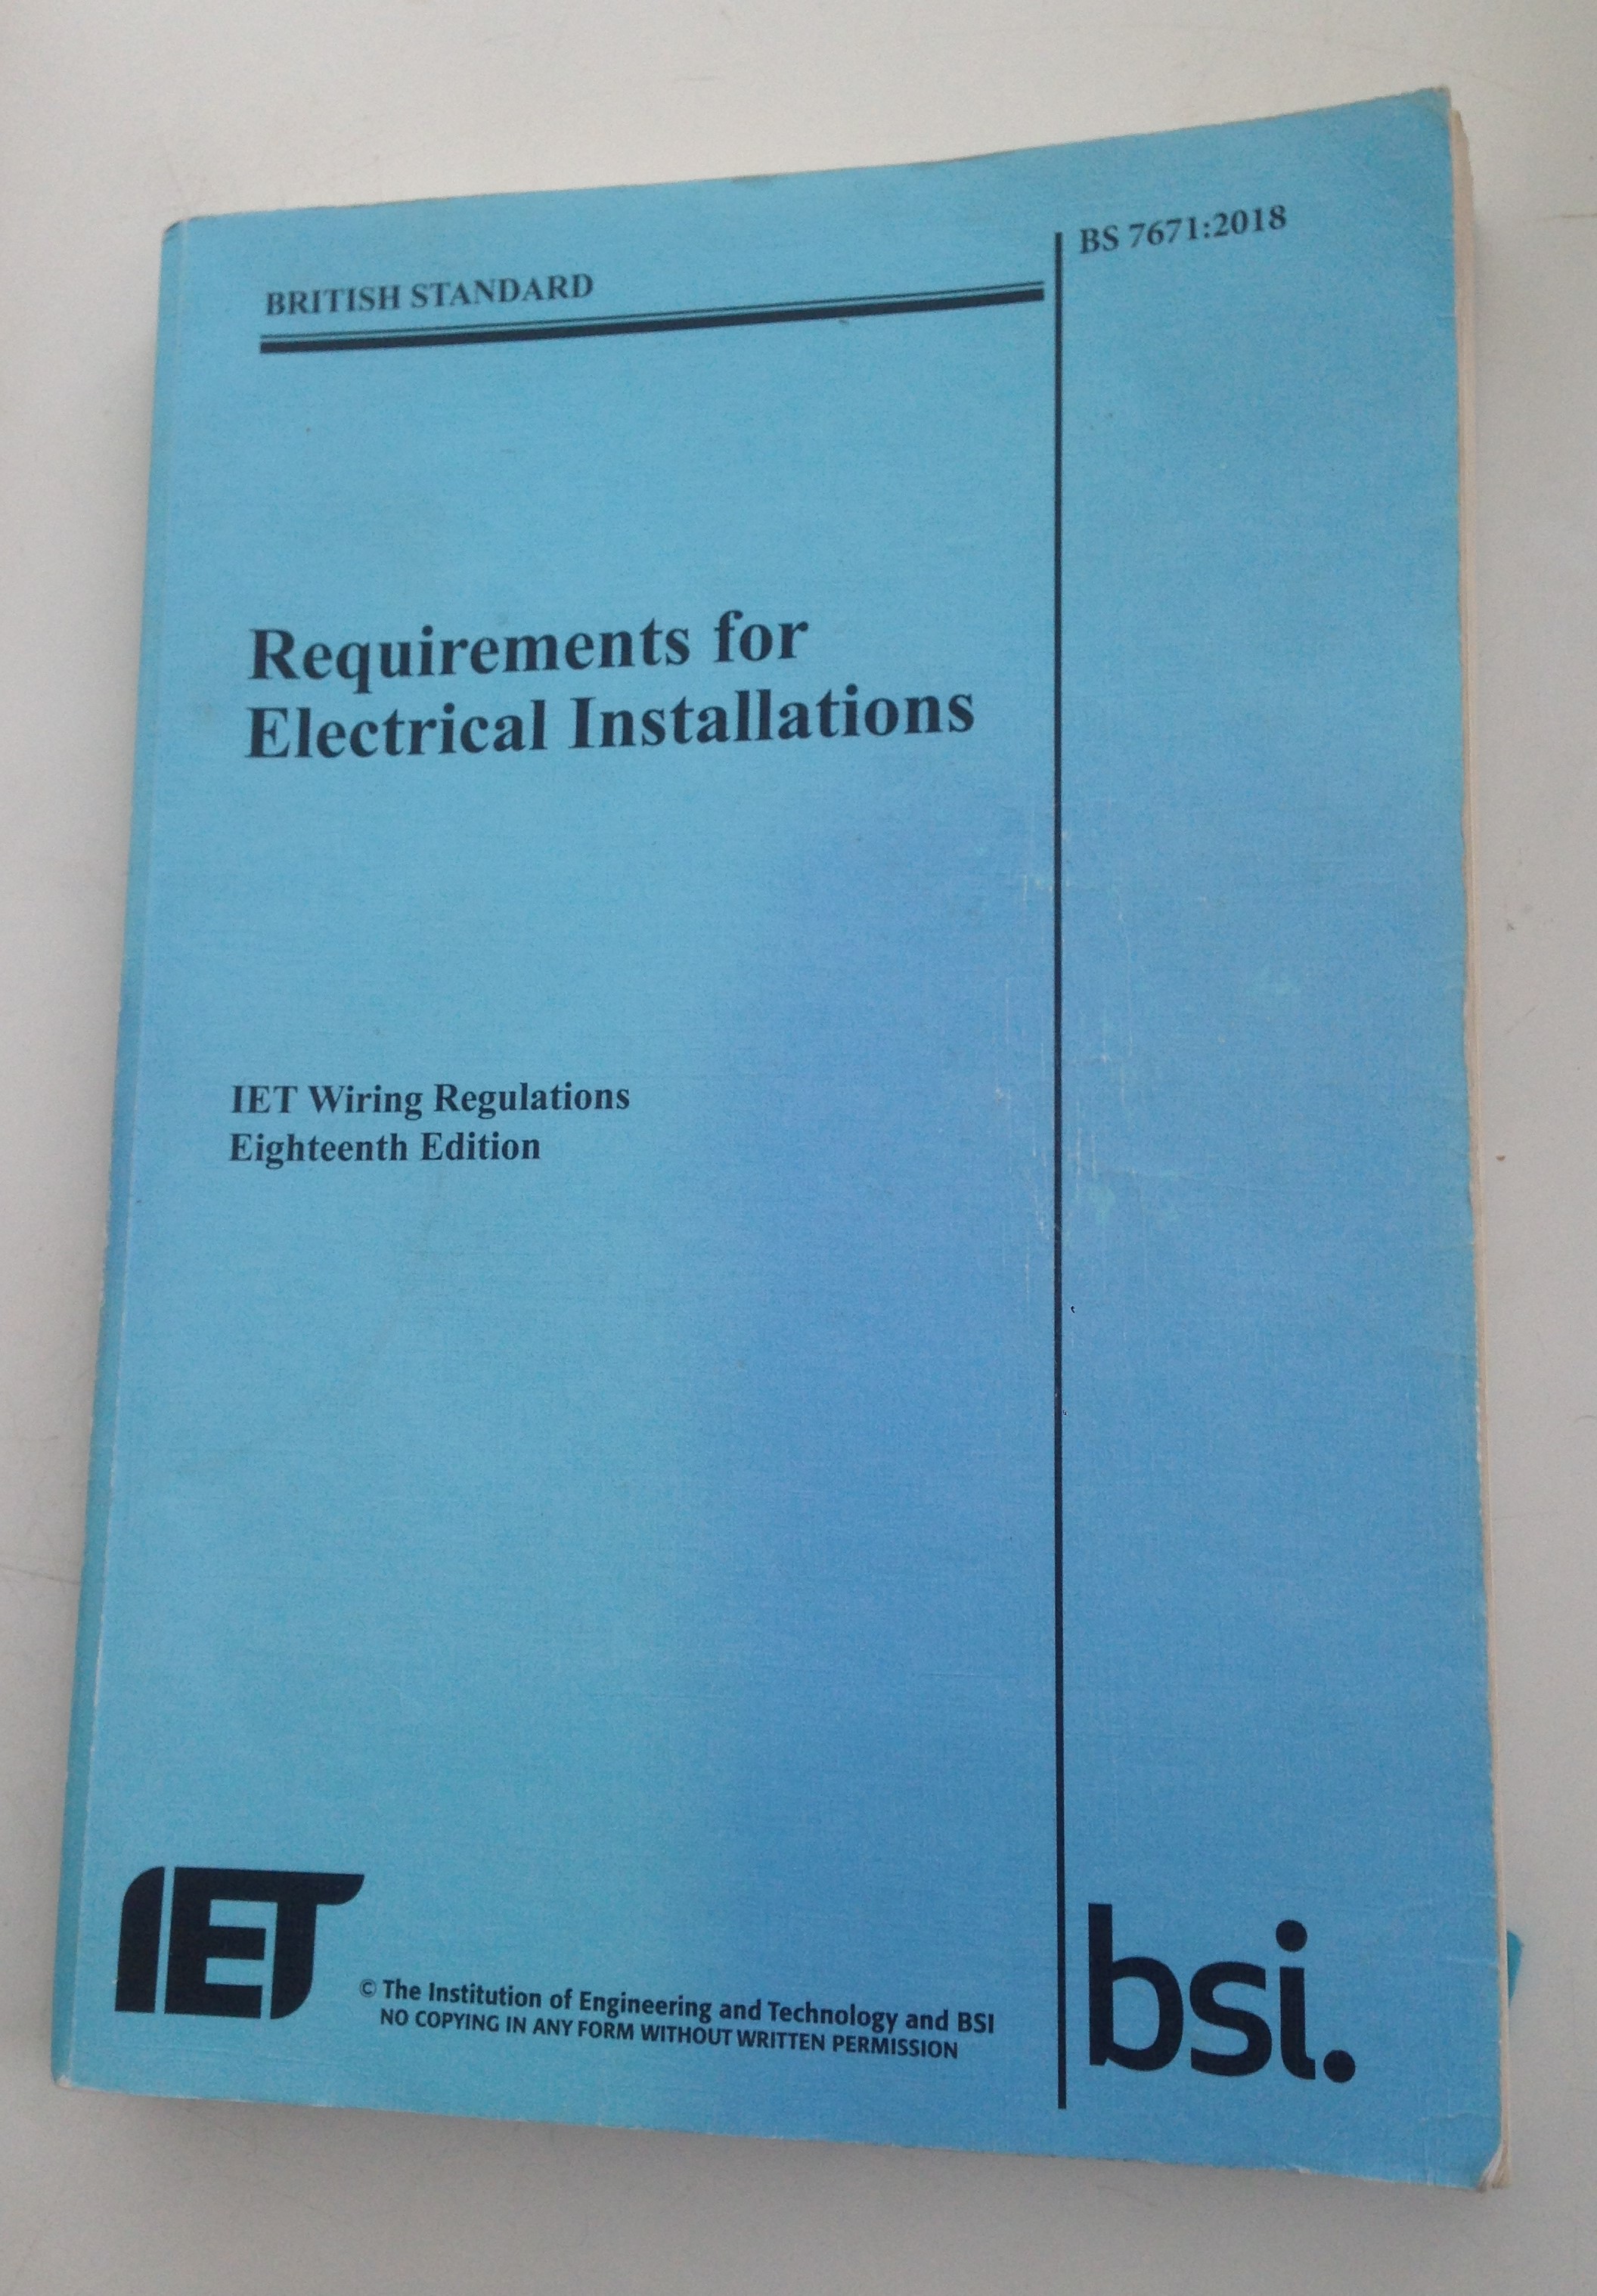 BRITISH STANDARD
BS 7671:2018
Requirements for
Electrical Installations
IET Wiring Regulations
Eighteenth Edition
IET
© The Institution of Engineering and Technology and BSI
NO COPYING IN ANY FORM WITHOUT WRITTEN PERMISSION
bsi.